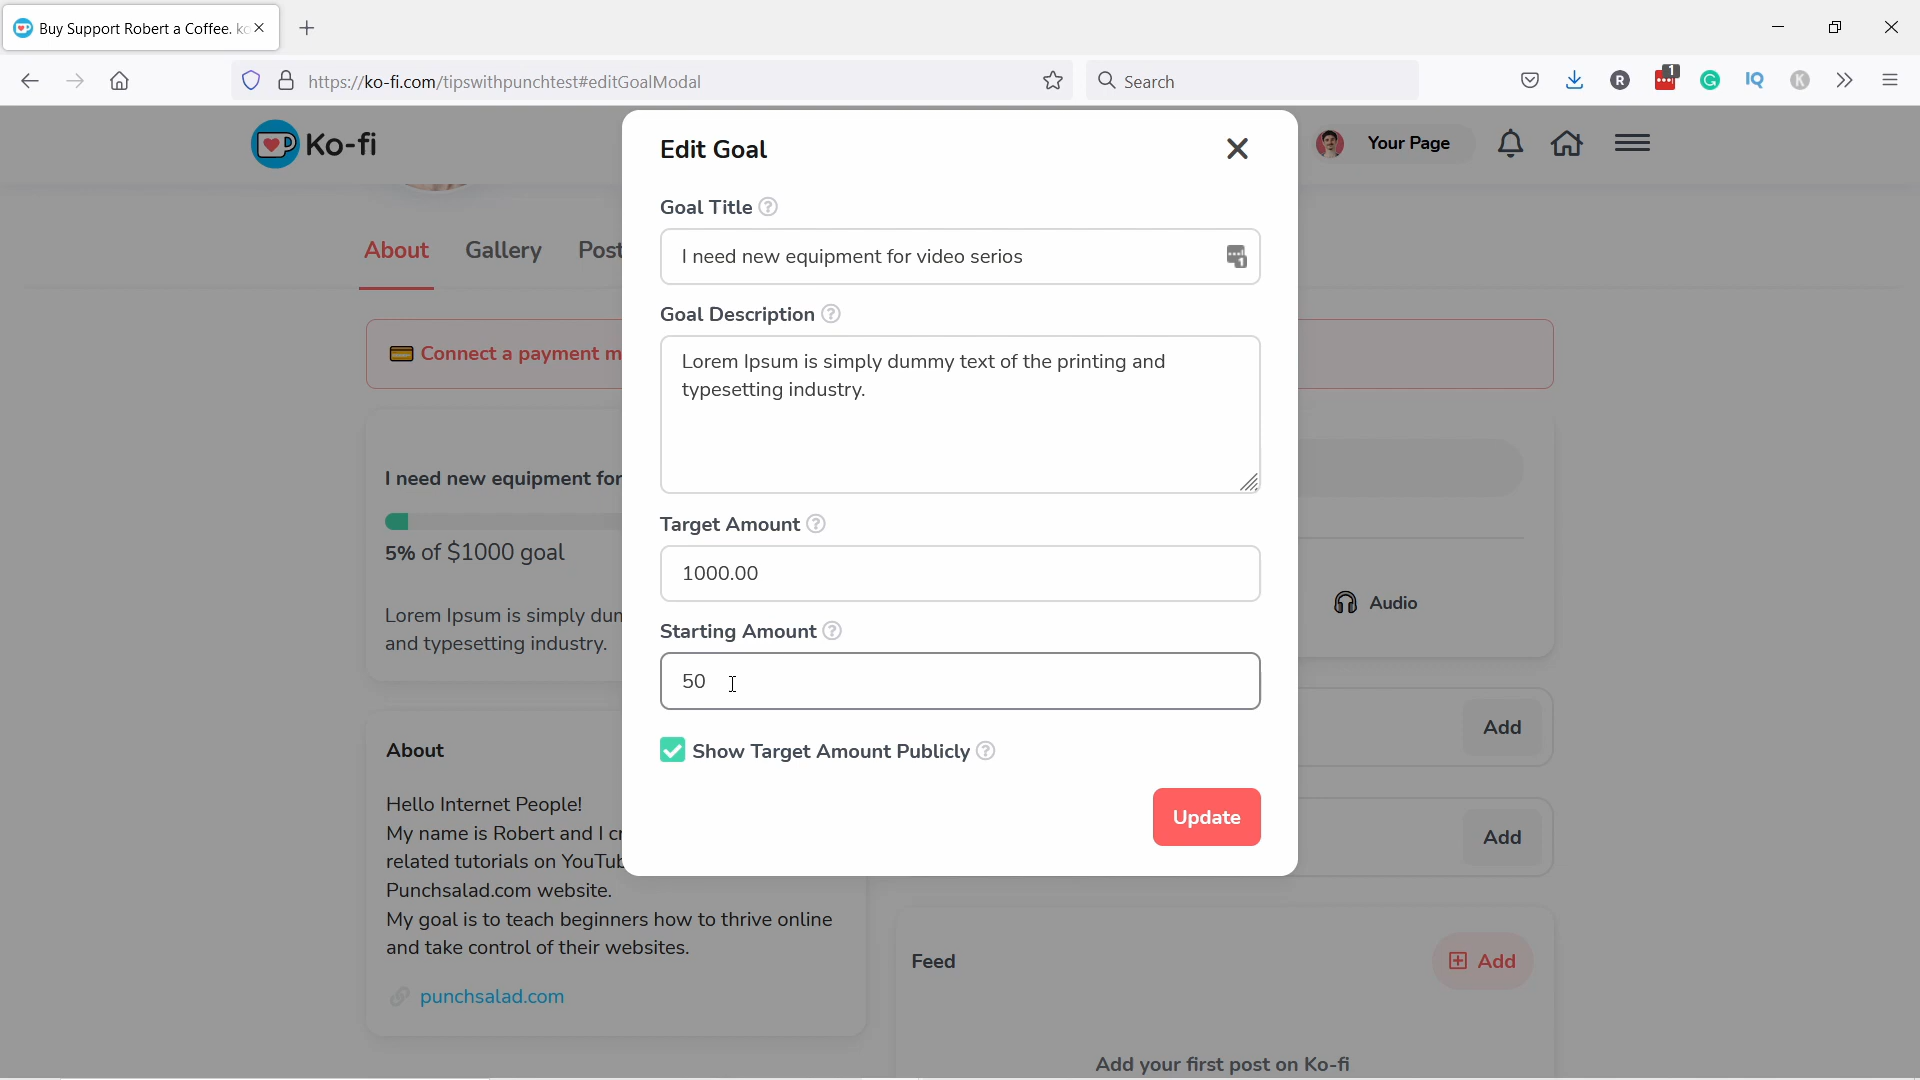 Buy Support Robert a Coffee. ko
https://ko-fi.com/tipswithpunchtest#editGoalModal
Search
1
Ko-fi
Your Page
About
Gallery
Post
Connect a payment m
I need new equipment for
5% of $1000 goal
Lorem Ipsum is simply dum
and typesetting industry.
About
Hello Internet People!
My name is Robert and I cr
related tutorials on YouTub
Punchsalad.com website.
My goal is to teach beginners how to thrive online
and take control of their websites.
punchsalad.com
Edit Goal
Goal Title ?
I need new equipment for video serios
1
Goal Description ?
Lorem Ipsum is simply dummy text of the printing and
typesetting industry.
Target Amount ?
1000.00
Starting Amount ?
50
Show Target Amount Publicly ?
Update
Audio
Add
Add
Feed
Add
Add your first post on Ko-fi
R
G
IQ
K